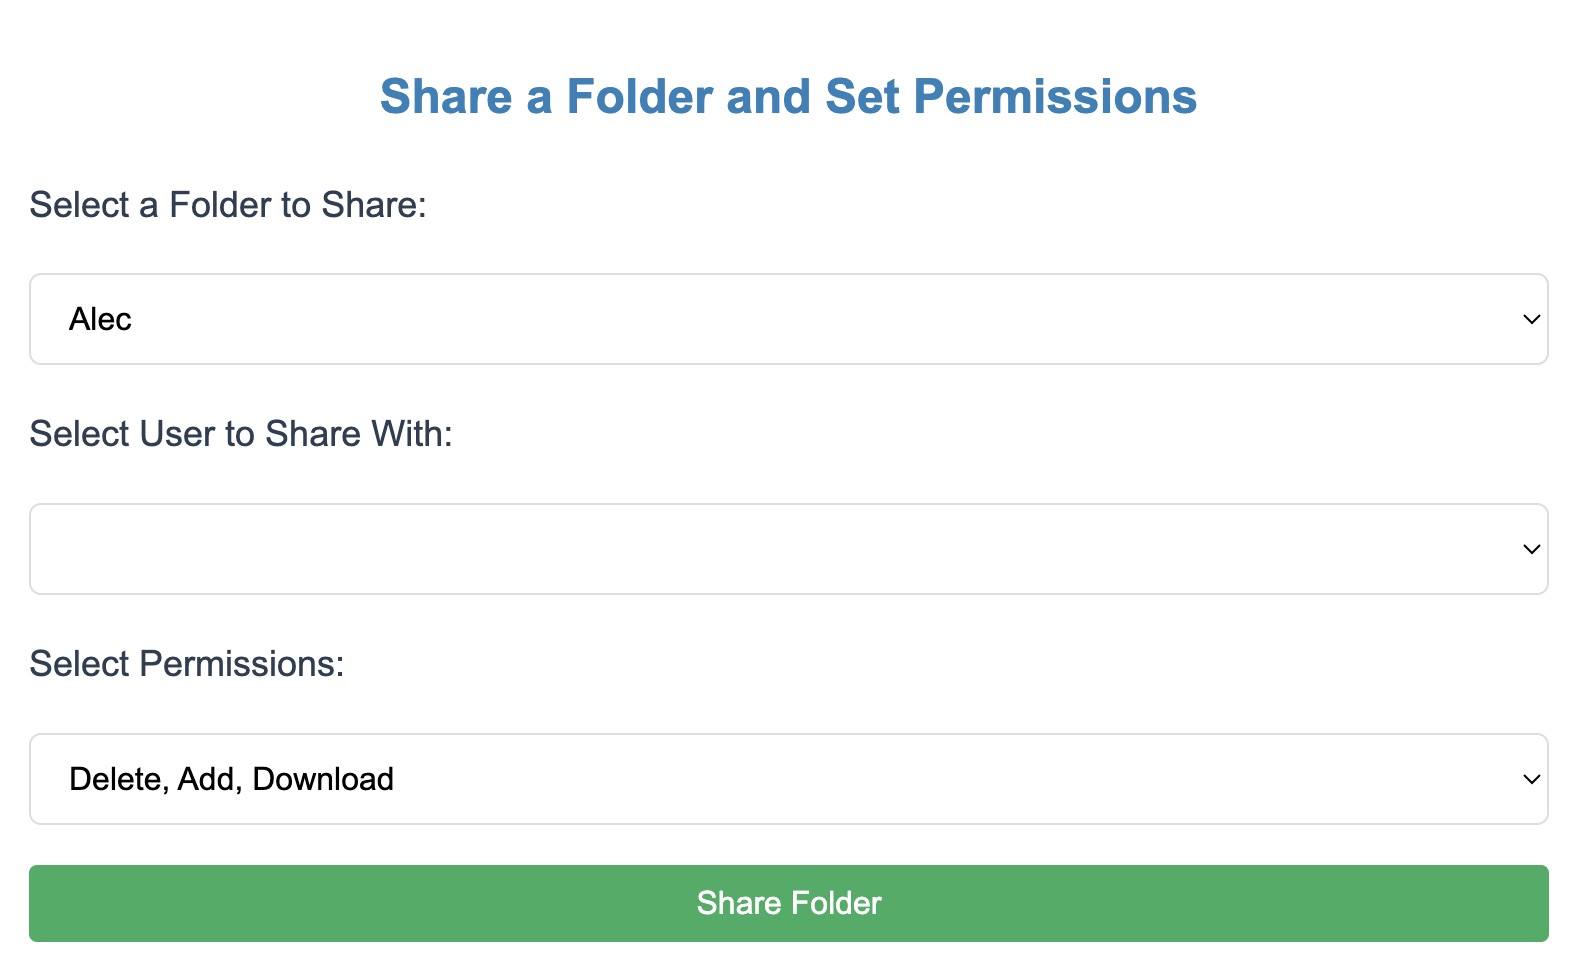 Share a Folder and Set Permissions
Select a Folder to Share:
Alec
Select User to Share With:
Select Permissions:
Delete, Add, Download
Share Folder